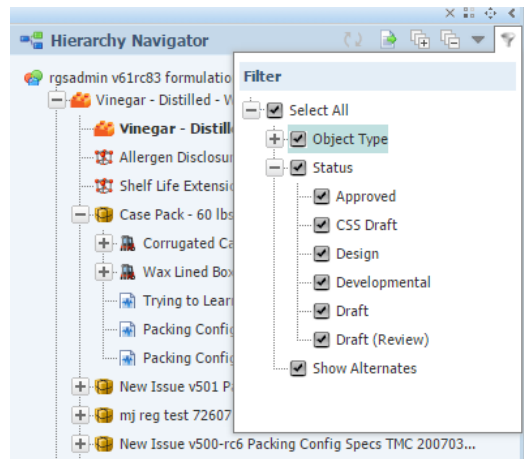 Hierarchy Navigator
Filter
rgsadmin v61rc83 formulatio
Select All
Vinegar - Distilled - W
Object Type
Vinegar - Distill
Status
Allergen Disclosur
Approved
Shelf Life Extensio
CSS Draft
Case Pack - 60 lbs
Design
Corrugated Ca
Developmental
Wax Lined Box
Draft
Trying to Lear
Draft (Review)
Packing Config
Show Alternates
Packing Config
New Issue v501 P
mj reg test 72607
New Issue v500-rc6 Packing Config Specs TMC 200703...